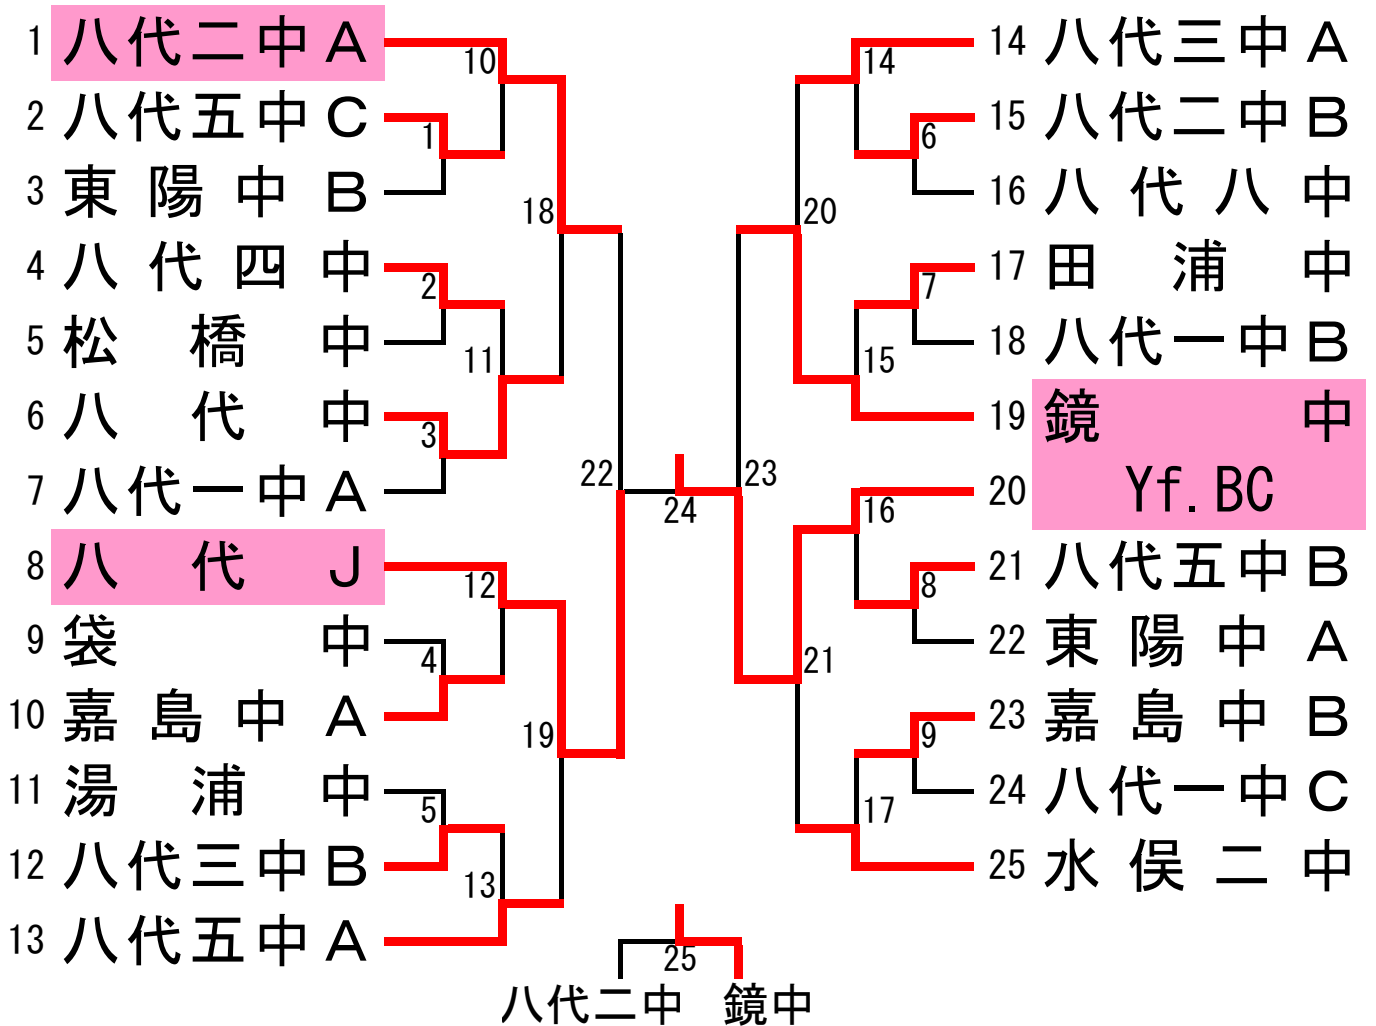 1 八代二中A
2 八代五中C
3 東陽中B
4 八代四中
5 松橋中
6 八代中
7 八代一中A
8 八代J
9 袋中
10 嘉島中A
11 湯浦中
12 八代三中B
13 八代五中A
10
1
18
2
11
3
22
12
4
19
5
13
24
25
八代二中 鏡中
14
6
20
7
15
23
16
8
21
9
17
14 八代三中A
15 八代二中B
16 八代八中
17 田浦中
18 八代一中B
19 鏡中
20 Yf.BC
21 八代五中B
22 東陽中A
23 嘉島中B
24 八代一中C
25 水俣二中